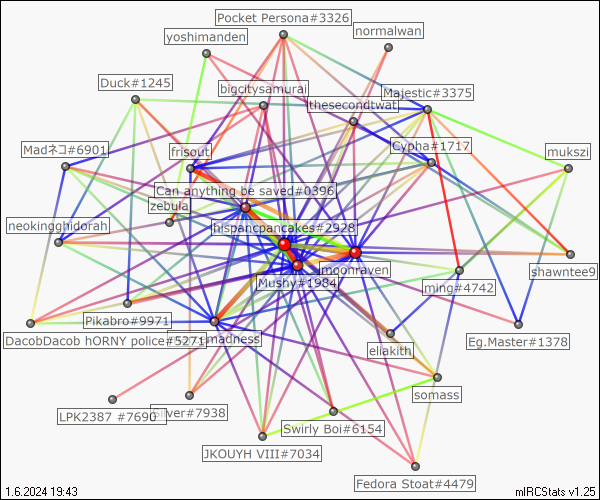 Pocket Persona#3326
normalwan
yoshimanden
Duck#1245
bigcitysamurai
Majestic#3375
thesecondtwat
Madネコ#6901
frisout
Cypha#1717
mukszi
Can anything be saved#0396
zebula
neokingghidorah
hispancpancakes#2928
moonraven
shawntee9
Mushy#1984
ming#4742
Pikabro#9971
DacobDacob hORNY police#5271
madness
eliakith
Eg.Master#1378
somass
LPK2387 #7690
silver#7938
Swirly Boi#6154
JKOUYH VIII#7034
Fedora Stoat#4479
1.6.2024 19:43
mIRCStats v1.25